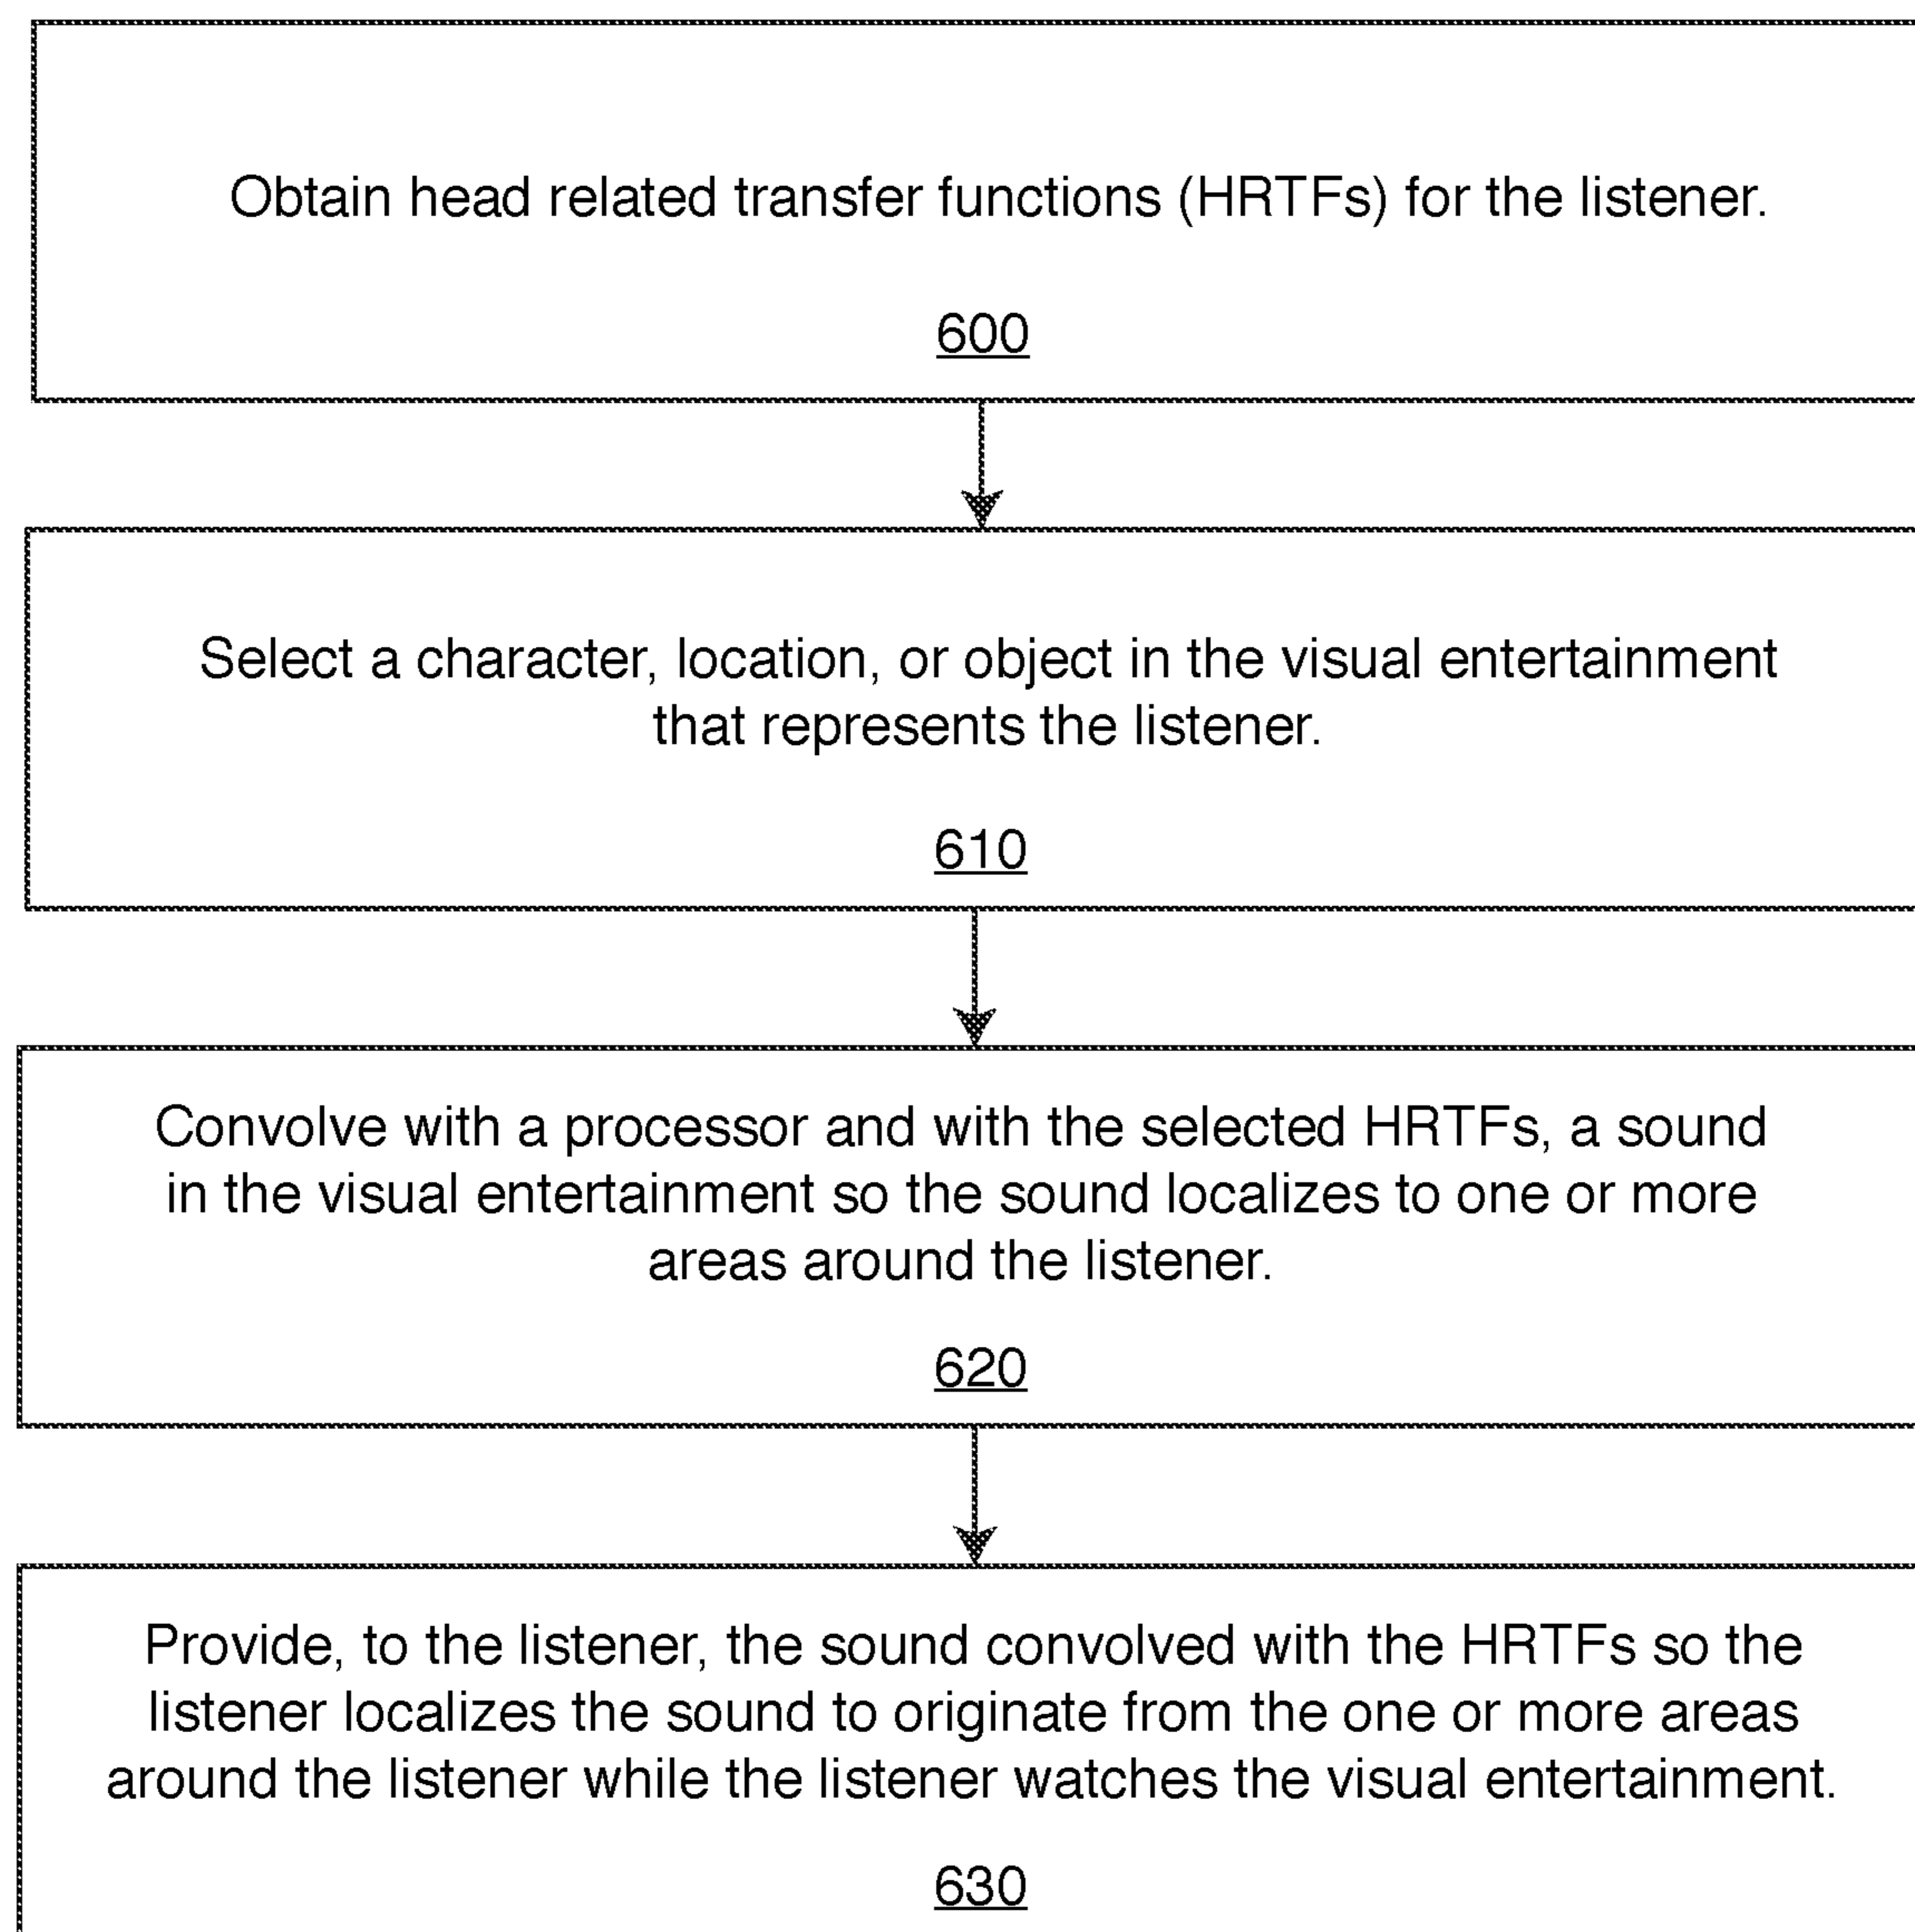 Obtain head related transfer functions (HRTFs) for the listener.
600
Select a character, location, or object in the visual entertainment
that represents the listener.
610
Convolve with a processor and with the selected HRTFs, a sound
in the visual entertainment so the sound localizes to one or more
areas around the listener.
620
Provide, to the listener, the sound convolved with the HRTFs so the
listener localizes the sound to originate from the one or more areas
around the listener while the listener watches the visual entertainment.
630